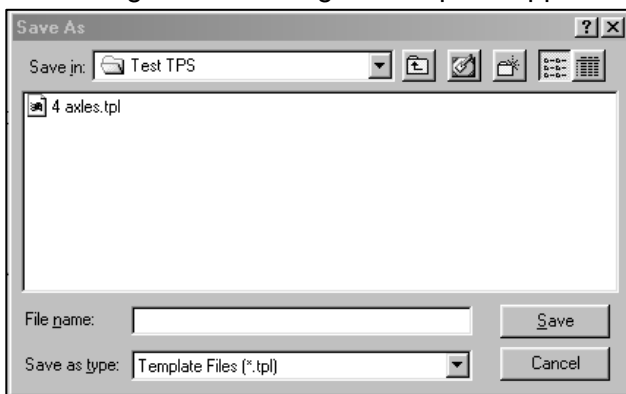 Save As
Save in: Test TPS
4 axles.tpl
File name:
Save
Save as type: Template Files (*.tpl)
Cancel